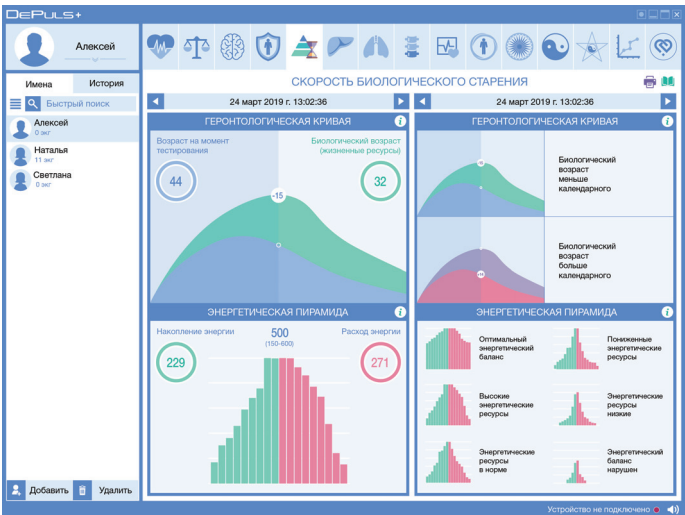 DePuls+
Алексей
Имена
История
Быстрый поиск
Алексей
0 экг
Наталья
11 экг
Светлана
0 экг
Добавить
Удалить
СКОРОСТЬ БИОЛОГИЧЕСКОГО СТАРЕНИЯ
24 март 2019 г. 13:02:36
ГЕРОНТОЛОГИЧЕСКАЯ КРИВАЯ
i
Возраст на момент
тестирования
44
Биологический возраст
(жизненные ресурсы)
32
-15
ЭНЕРГЕТИЧЕСКАЯ ПИРАМИДА
i
Накопление энергии
229
500
(150-600)
Расход энергии
271
24 март 2019 г. 13:02:36
ГЕРОНТОЛОГИЧЕСКАЯ КРИВАЯ
i
Биологический
возраст
меньше
календарного
Биологический
возраст
больше
календарного
ЭНЕРГЕТИЧЕСКАЯ ПИРАМИДА
i
Оптимальный
энергетический
баланс
Пониженные
энергетические
ресурсы
Высокие
энергетические
ресурсы
Энергетические
ресурсы
низкие
Энергетические
ресурсы
в норме
Энергетический
баланс
нарушен
Устройство не подключено